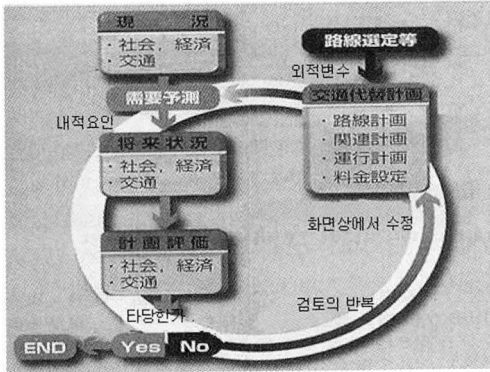 現 況
・社会，経済
・交通
路線選定等
외적변수
需要予測
내적요인
交通代替計画
・路線計画
・関連計画
・運行計画
・料金設定
将来状況
・社会，経済
・交通
화면상에서 수정
計画評価
・社会，経済
・交通
검토의 반복
타당한가
END
Yes
No